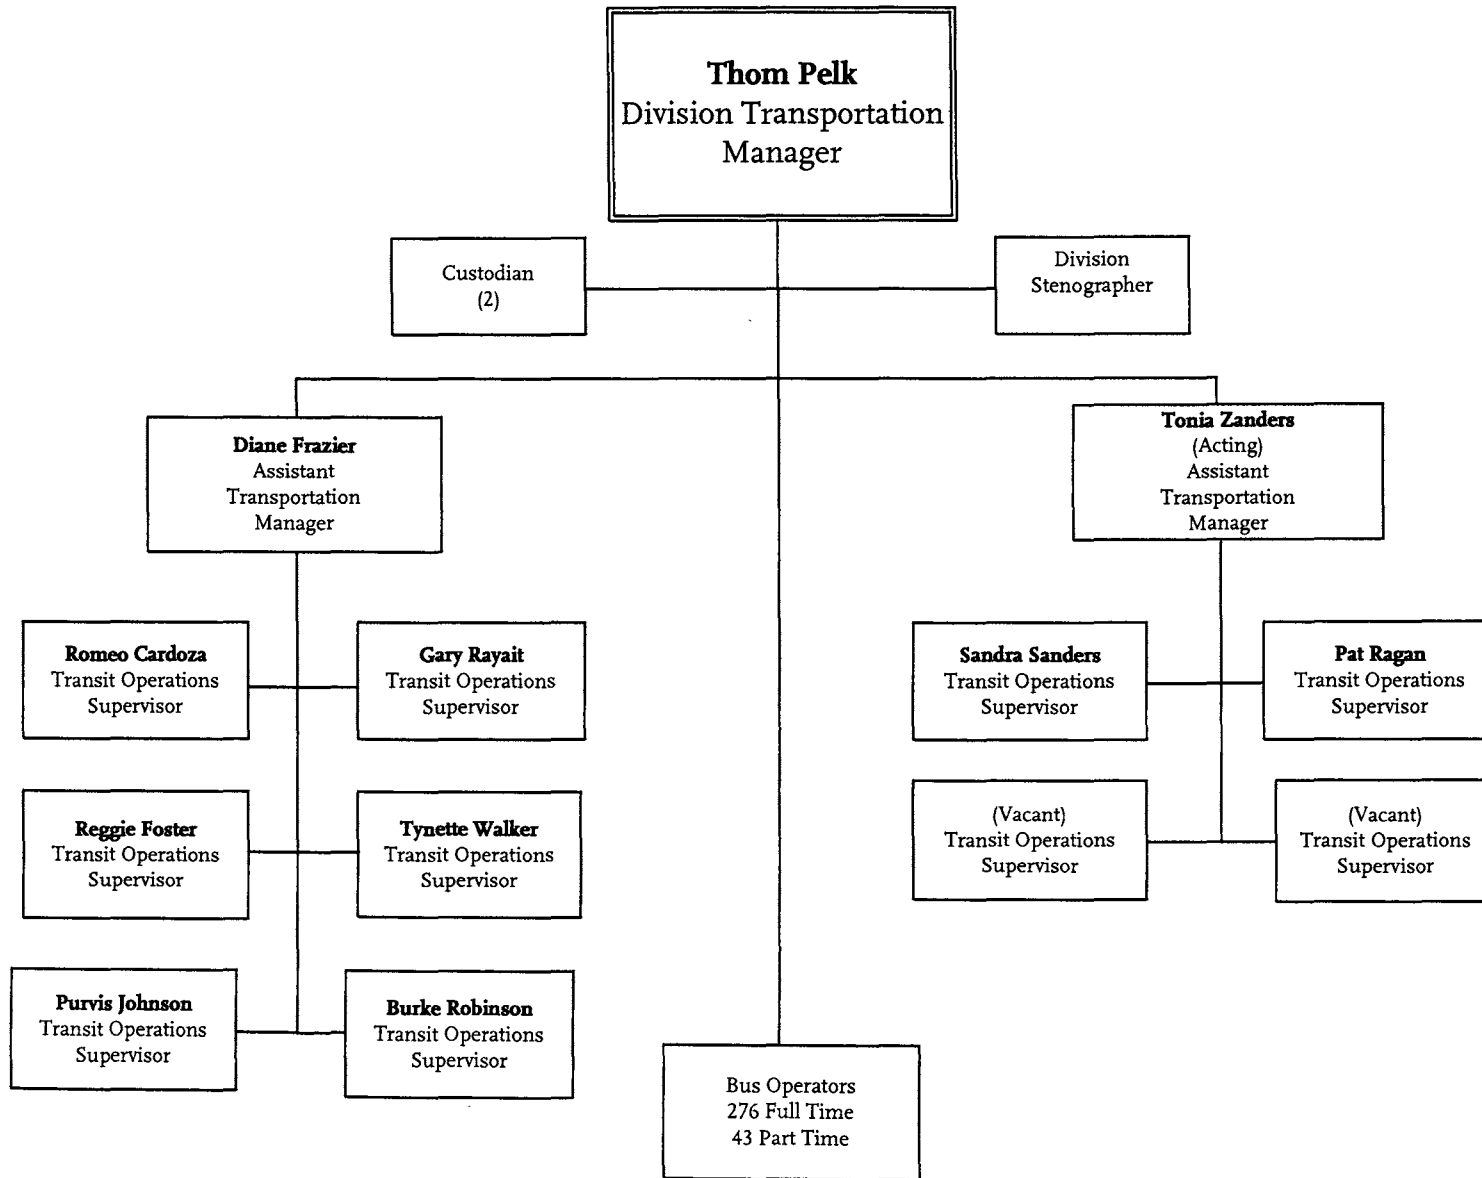 Thom Pelk
Division Transportation
Manager
Custodian
(2)
Division
Stenographer
Diane Frazier
Assistant
Transportation
Manager
Tonia Zanders
(Acting)
Assistant
Transportation
Manager
Romeo Cardoza
Transit Operations
Supervisor
Gary Rayait
Transit Operations
Supervisor
Sandra Sanders
Transit Operations
Supervisor
Pat Ragan
Transit Operations
Supervisor
Reggie Foster
Transit Operations
Supervisor
Tynette Walker
Transit Operations
Supervisor
(Vacant)
Transit Operations
Supervisor
(Vacant)
Transit Operations
Supervisor
Purvis Johnson
Transit Operations
Supervisor
Burke Robinson
Transit Operations
Supervisor
Bus Operators
276 Full Time
43 Part Time